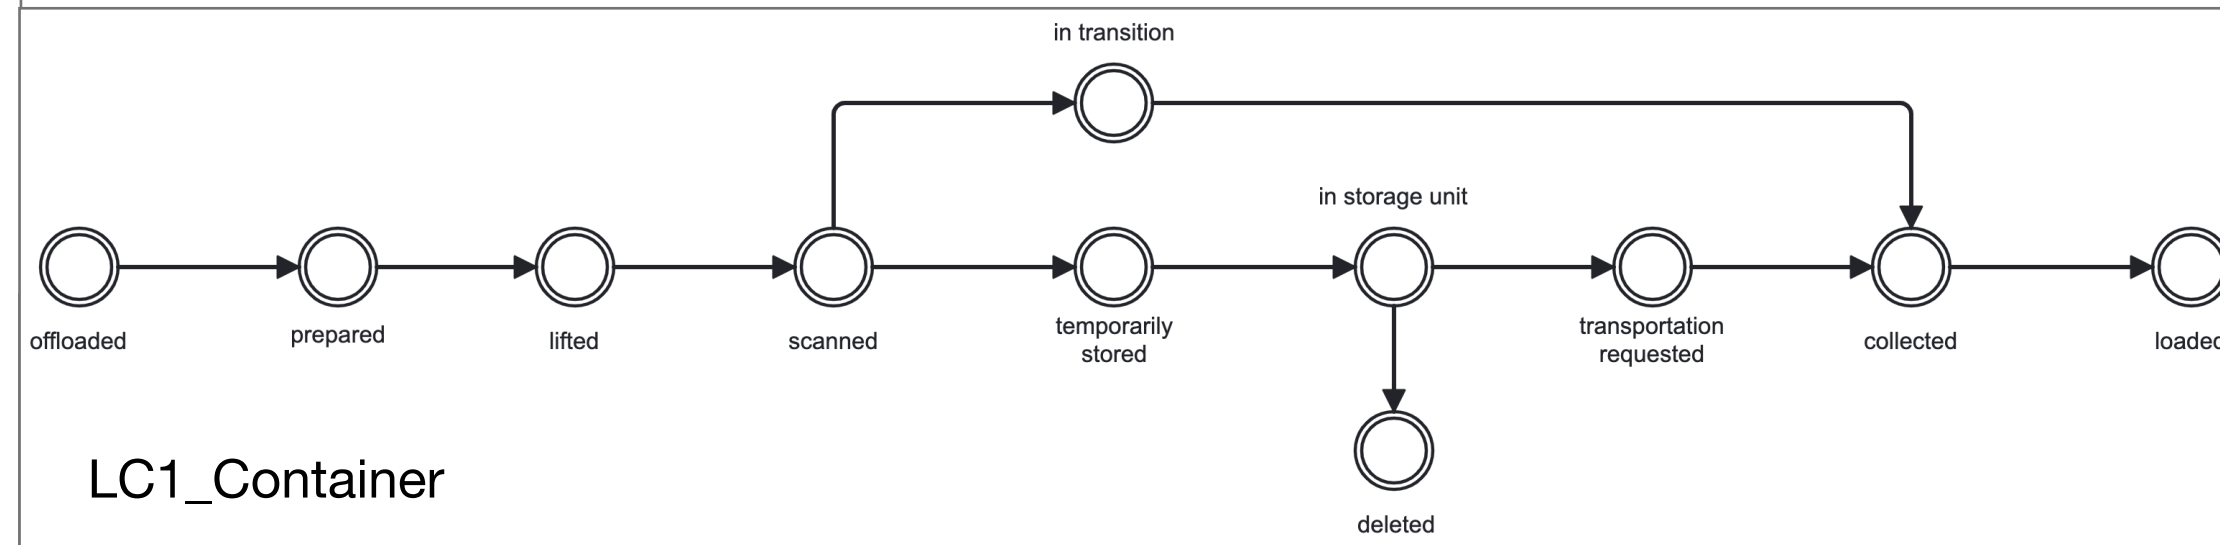 in transition
in storage unit
offloaded
prepared
lifted
scanned
temporarily
stored
transportation
requested
collected
loaded
LC1_Container
deleted